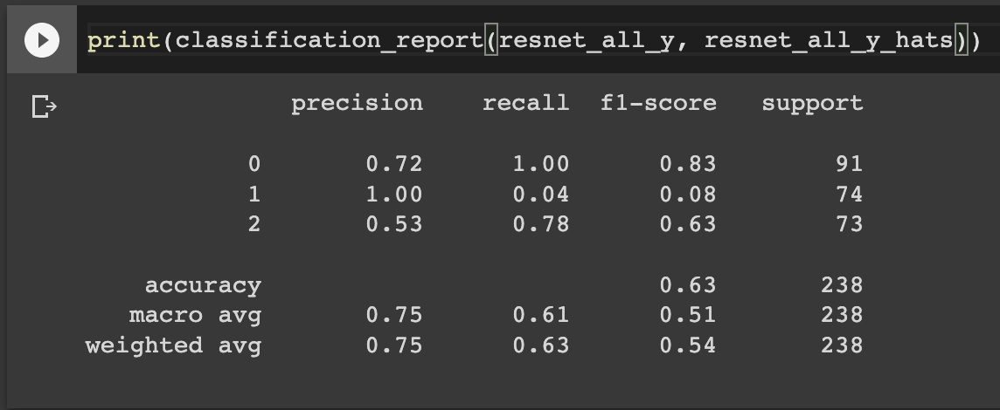 print(classification_report(resnet_all_y, resnet_all_y_hats))
precision recall f1-score support
0 0.72 1.00 0.83 91
1 1.00 0.04 0.08 74
2 0.53 0.78 0.63 73
accuracy 0.63 238
macro avg 0.75 0.61 0.51 238
weighted avg 0.75 0.63 0.54 238